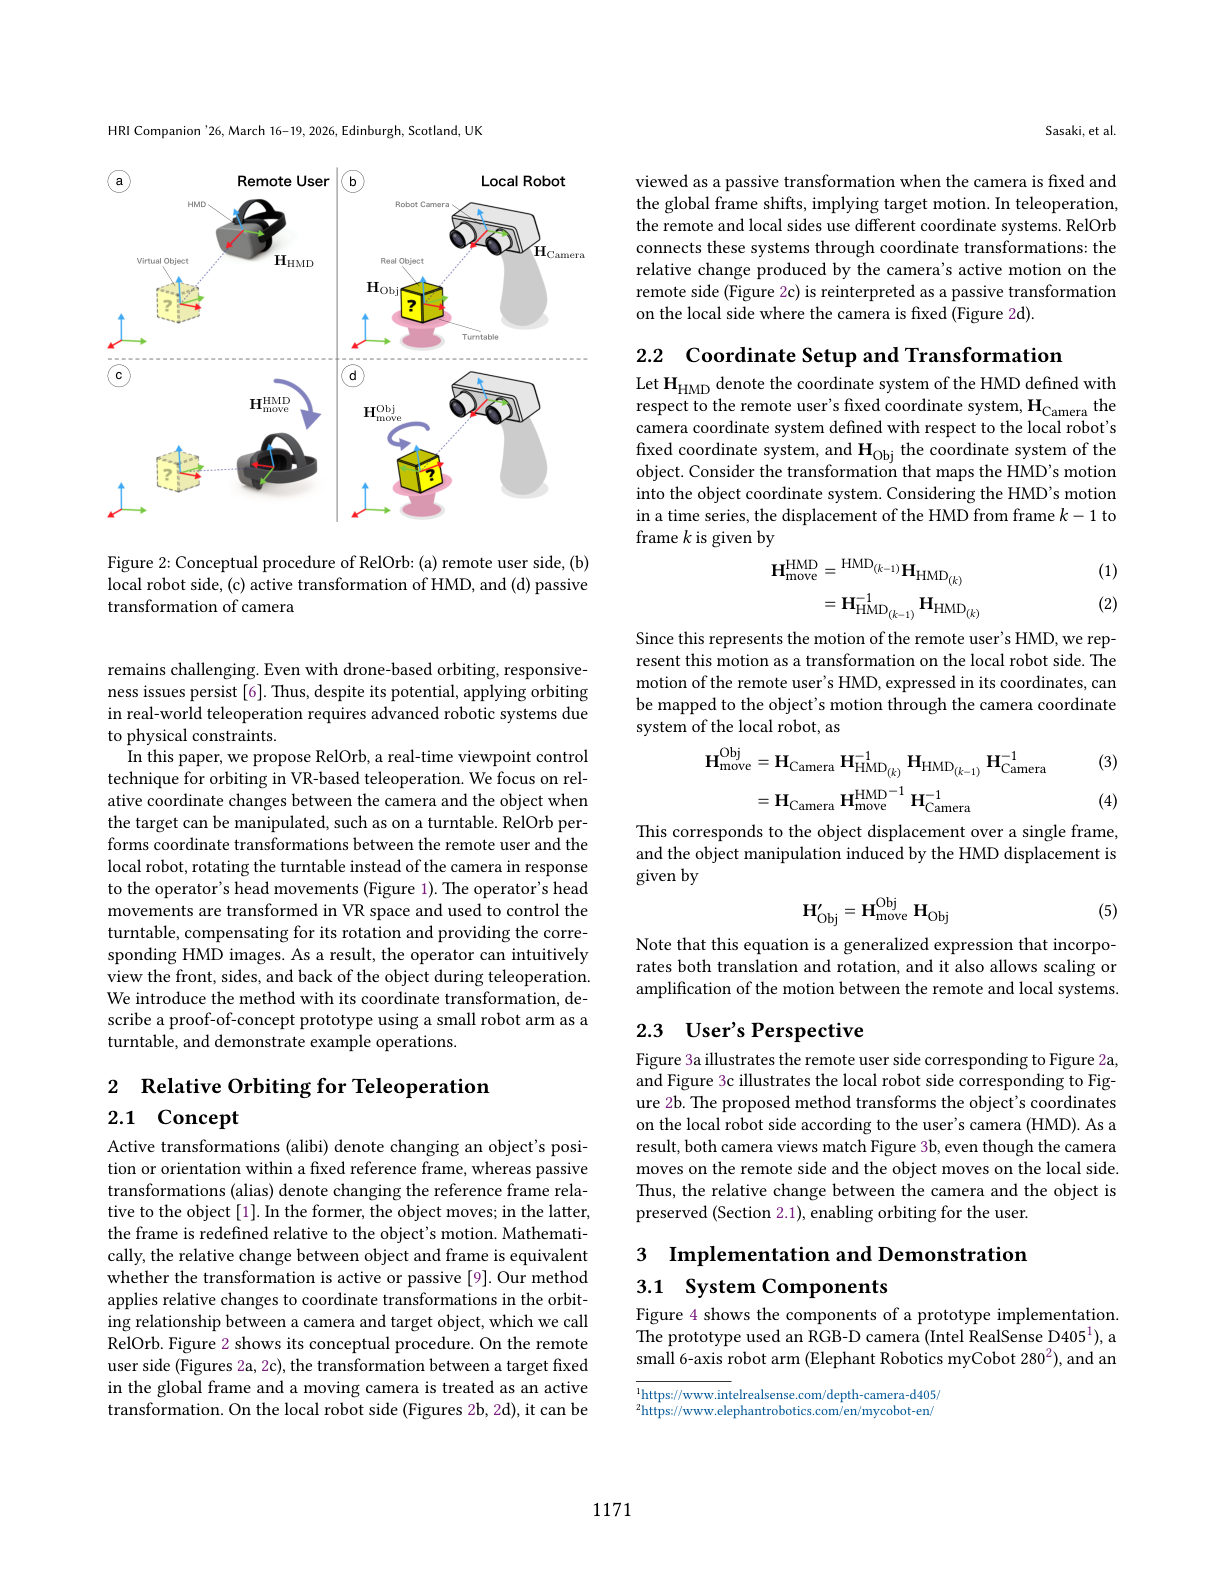 HRI Companion '26, March 16–19, 2026, Edinburgh, Scotland, UK
Sasaki, et al.
a
Remote User
b
Local Robot
HMD
Robot Camera
H_HMD
H_Camera
Virtual Object
Real Object
H_Obj
?
?
Turntable
c
d
H^HMD_move
H^Obj_move
?
?
Figure 2: Conceptual procedure of RelOrb: (a) remote user side, (b)
local robot side, (c) active transformation of HMD, and (d) passive
transformation of camera
remains challenging. Even with drone-based orbiting, responsive-
ness issues persist [6]. Thus, despite its potential, applying orbiting
in real-world teleoperation requires advanced robotic systems due
to physical constraints.
In this paper, we propose RelOrb, a real-time viewpoint control
technique for orbiting in VR-based teleoperation. We focus on rel-
ative coordinate changes between the camera and the object when
the target can be manipulated, such as on a turntable. RelOrb per-
forms coordinate transformations between the remote user and the
local robot, rotating the turntable instead of the camera in response
to the operator's head movements (Figure 1). The operator's head
movements are transformed in VR space and used to control the
turntable, compensating for its rotation and providing the corre-
sponding HMD images. As a result, the operator can intuitively
view the front, sides, and back of the object during teleoperation.
We introduce the method with its coordinate transformation, de-
scribe a proof-of-concept prototype using a small robot arm as a
turntable, and demonstrate example operations.
2 Relative Orbiting for Teleoperation
2.1 Concept
Active transformations (alibi) denote changing an object's posi-
tion or orientation within a fixed reference frame, whereas passive
transformations (alias) denote changing the reference frame rela-
tive to the object [1]. In the former, the object moves; in the latter,
the frame is redefined relative to the object's motion. Mathemati-
cally, the relative change between object and frame is equivalent
whether the transformation is active or passive [9]. Our method
applies relative changes to coordinate transformations in the orbit-
ing relationship between a camera and target object, which we call
RelOrb. Figure 2 shows its conceptual procedure. On the remote
user side (Figures 2a, 2c), the transformation between a target fixed
in the global frame and a moving camera is treated as an active
transformation. On the local robot side (Figures 2b, 2d), it can be
viewed as a passive transformation when the camera is fixed and
the global frame shifts, implying target motion. In teleoperation,
the remote and local sides use different coordinate systems. RelOrb
connects these systems through coordinate transformations: the
relative change produced by the camera's active motion on the
remote side (Figure 2c) is reinterpreted as a passive transformation
on the local side where the camera is fixed (Figure 2d).
2.2 Coordinate Setup and Transformation
Let H_HMD denote the coordinate system of the HMD defined with
respect to the remote user's fixed coordinate system, H_Camera the
camera coordinate system defined with respect to the local robot's
fixed coordinate system, and H_Obj the coordinate system of the
object. Consider the transformation that maps the HMD's motion
into the object coordinate system. Considering the HMD's motion
in a time series, the displacement of the HMD from frame k − 1 to
frame k is given by
H^HMD_move = ^HMD_(k−1) H_HMD_(k) (1)
= H^−1_HMD_(k−1) H_HMD_(k) (2)
Since this represents the motion of the remote user's HMD, we rep-
resent this motion as a transformation on the local robot side. The
motion of the remote user's HMD, expressed in its coordinates, can
be mapped to the object's motion through the camera coordinate
system of the local robot, as
H^Obj_move = H_Camera H^−1_HMD_(k) H_HMD_(k−1) H^−1_Camera (3)
= H_Camera H^HMD_move^−1 H^−1_Camera (4)
This corresponds to the object displacement over a single frame,
and the object manipulation induced by the HMD displacement is
given by
H′_Obj = H^Obj_move H_Obj (5)
Note that this equation is a generalized expression that incorpo-
rates both translation and rotation, and it also allows scaling or
amplification of the motion between the remote and local systems.
2.3 User's Perspective
Figure 3a illustrates the remote user side corresponding to Figure 2a,
and Figure 3c illustrates the local robot side corresponding to Fig-
ure 2b. The proposed method transforms the object's coordinates
on the local robot side according to the user's camera (HMD). As a
result, both camera views match Figure 3b, even though the camera
moves on the remote side and the object moves on the local side.
Thus, the relative change between the camera and the object is
preserved (Section 2.1), enabling orbiting for the user.
3 Implementation and Demonstration
3.1 System Components
Figure 4 shows the components of a prototype implementation.
The prototype used an RGB-D camera (Intel RealSense D405¹), a
small 6-axis robot arm (Elephant Robotics myCobot 280²), and an
¹https://www.intelrealsense.com/depth-camera-d405/
²https://www.elephantrobotics.com/en/mycobot-en/
1171